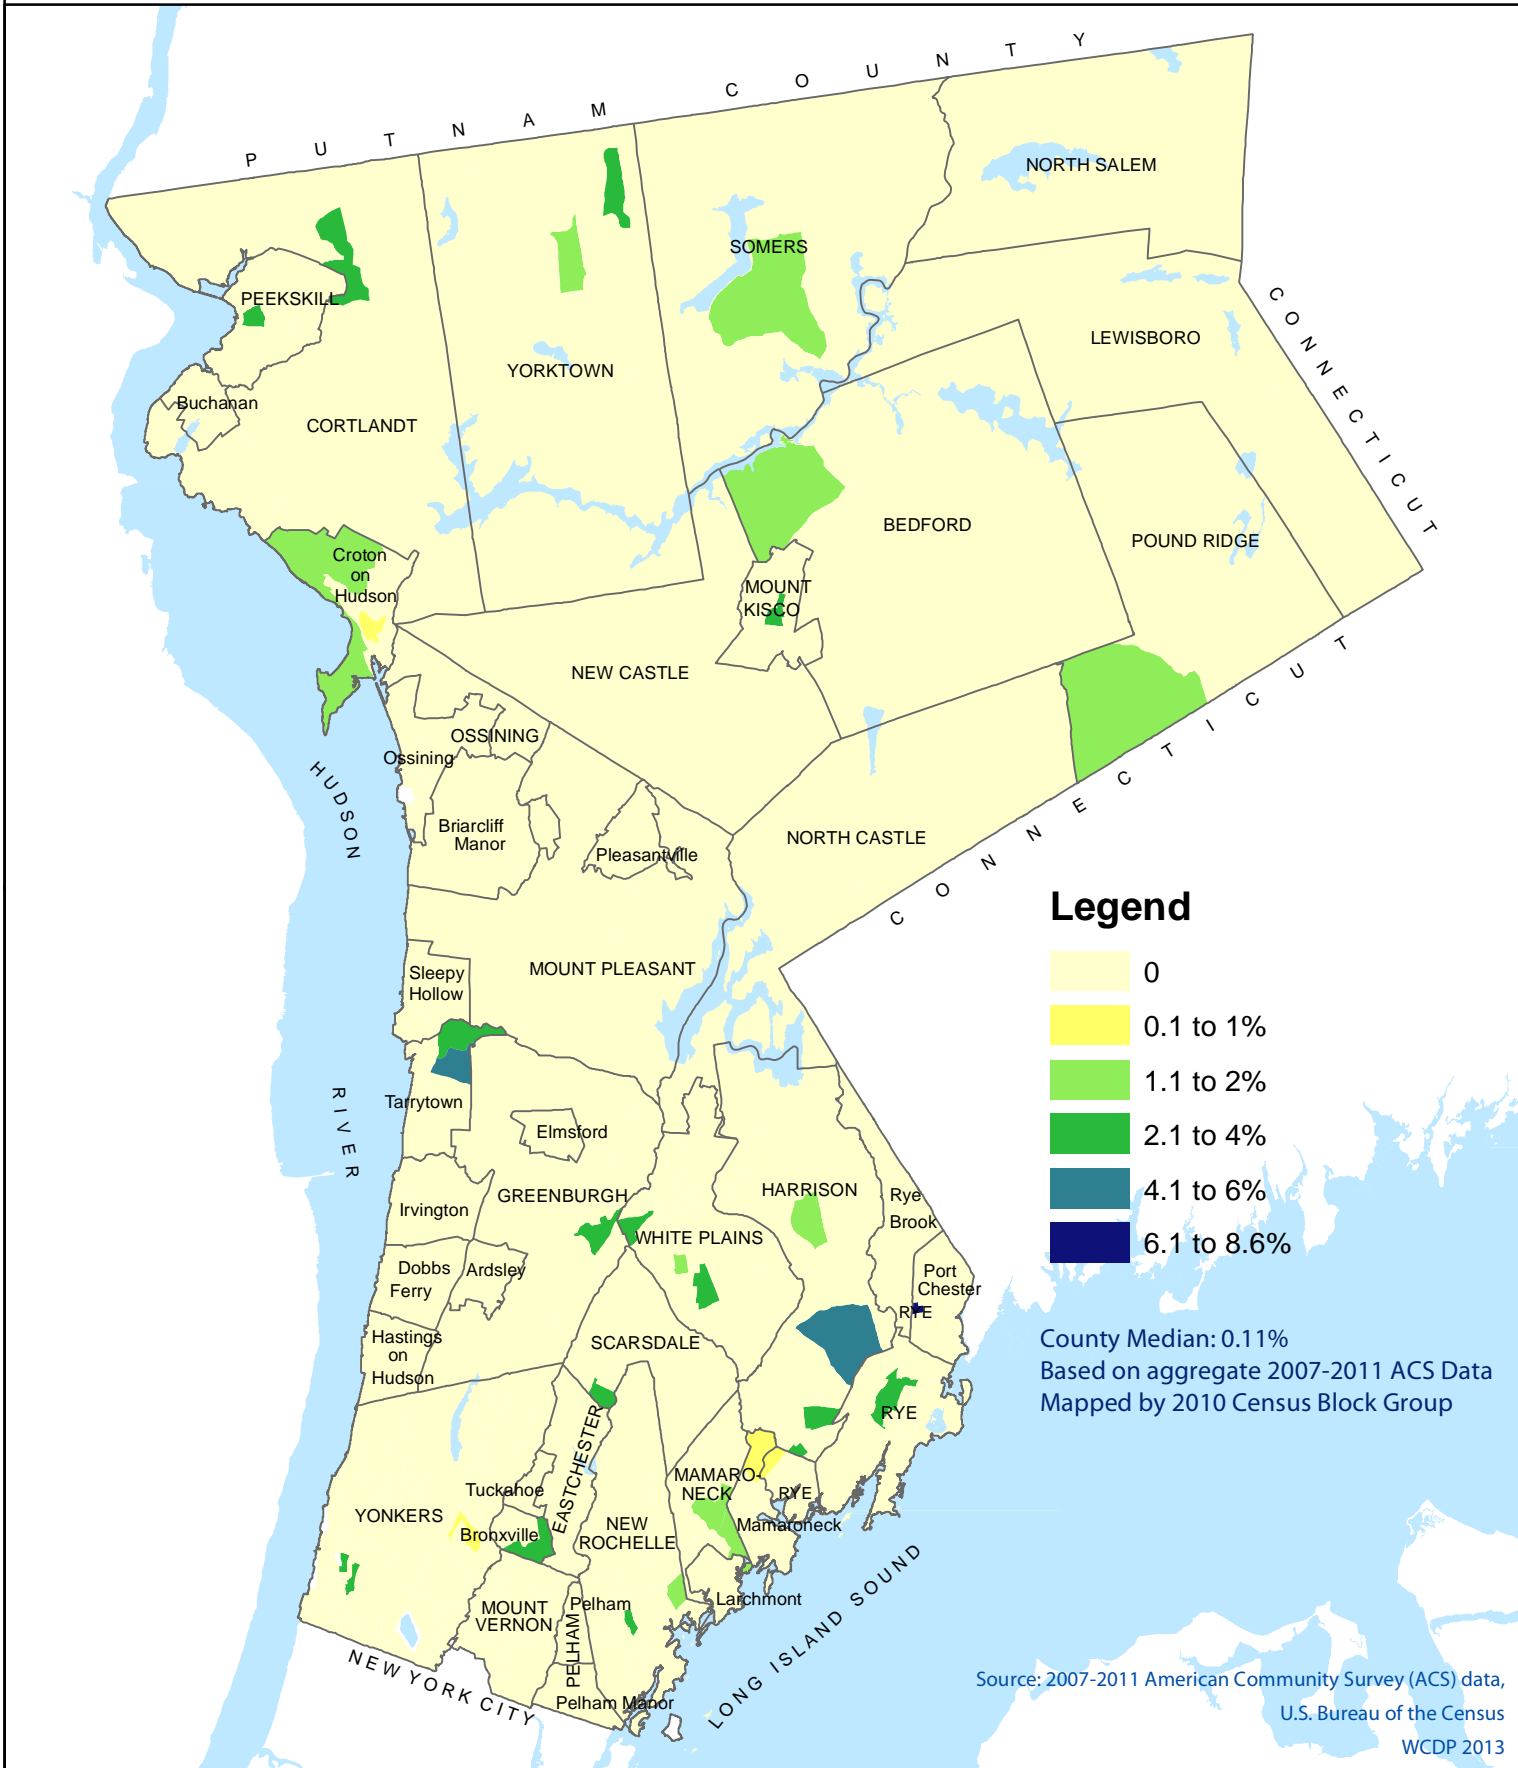 PUTNAM COUNTY
NORTH SALEM
SOMERS
PEEKSKILL
LEWISBORO
CONNECTICUT
YORKTOWN
Buchanan
CORTLANDT
BEDFORD
POUND RIDGE
Croton
on
Hudson
MOUNT
KISCO
NEW CASTLE
CONNECTICUT
OSSINING
Ossining
HUDSON
RIVER
Briarcliff
Manor
Pleasantville
NORTH CASTLE
Sleepy
Hollow
MOUNT PLEASANT
Tarrytown
Elmsford
Irvington
GREENBURGH
HARRISON
Rye
Brook
WHITE PLAINS
Dobbs
Ferry
Ardsley
Port
Chester
RYE
Hastings
on
Hudson
SCARSDALE
RYE
EASTCHESTER
Tuckahoe
MAMARO-
NECK
RYE
YONKERS
Bronxville
NEW
ROCHELLE
Mamaroneck
MOUNT
VERNON
Pelham
PELHAM
Larchmont
Pelham Manor
NEW YORK CITY
LONG ISLAND SOUND
Legend
0
0.1 to 1%
1.1 to 2%
2.1 to 4%
4.1 to 6%
6.1 to 8.6%
County Median: 0.11%
Based on aggregate 2007-2011 ACS Data
Mapped by 2010 Census Block Group
Source: 2007-2011 American Community Survey (ACS) data,
U.S. Bureau of the Census
WCDP 2013